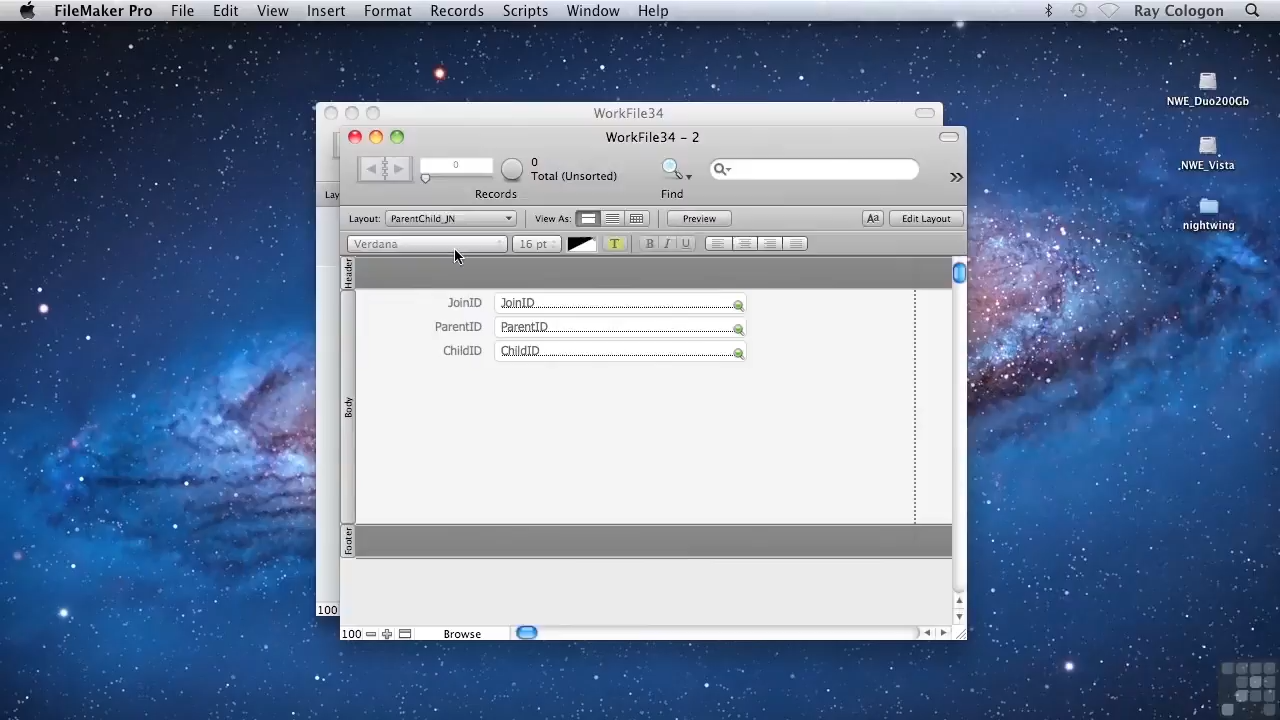 FileMaker Pro File Edit View Insert Format Records Scripts Window Help Ray Cologon
NWE_Duo200Gb
NWE_Vista
nightwing
WorkFile34
WorkFile34 - 2
0 0
Total (Unsorted)
Records Find
Lay
Layout: ParentChild_JN View As: Preview Aa Edit Layout
Verdana 16 pt T B I U
Header
JoinID JoinID
ParentID ParentID
ChildID ChildID
Body
Footer
100
100 Browse